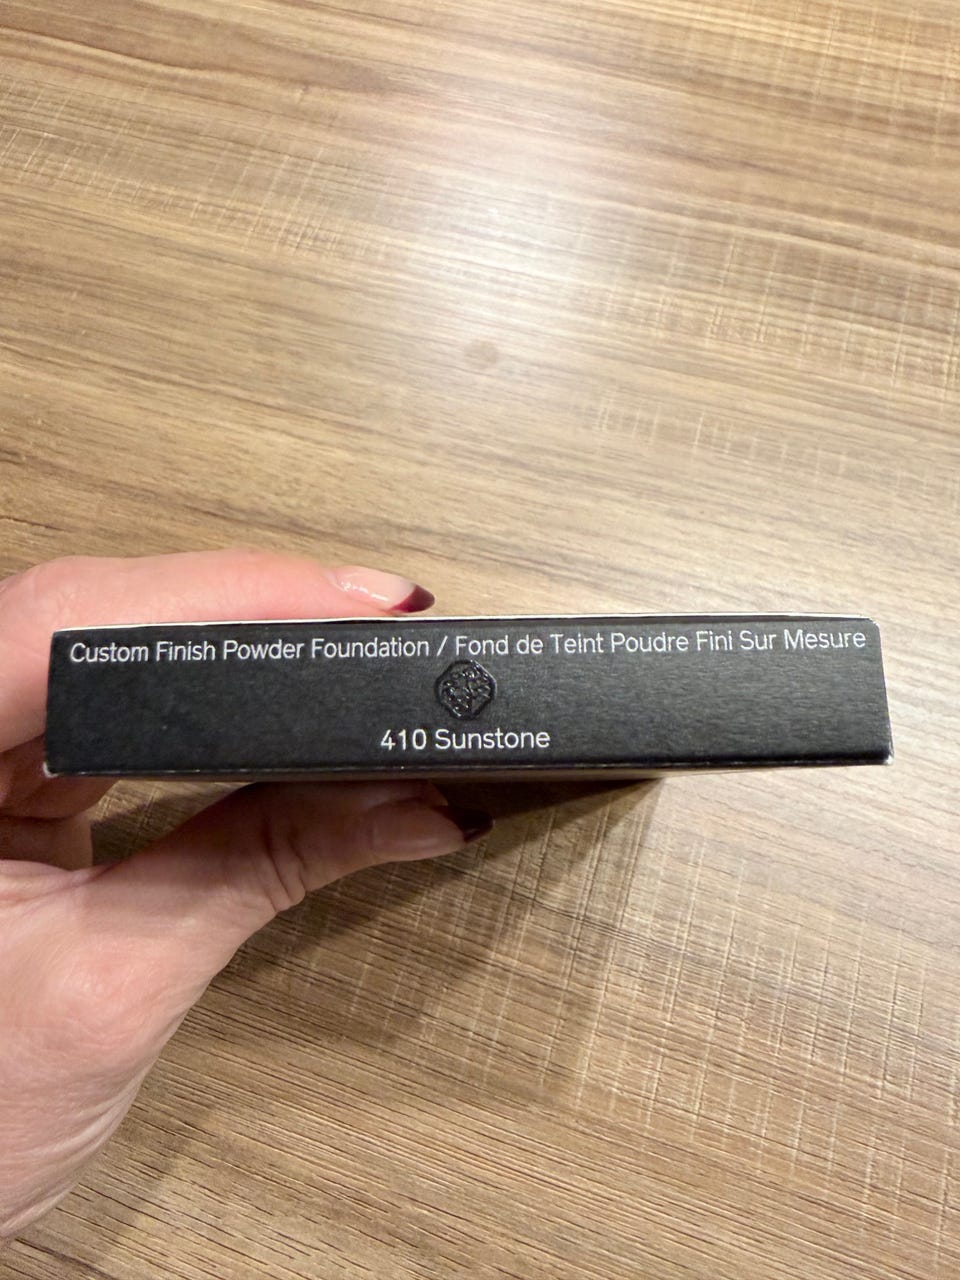 Custom Finish Powder Foundation / Fond de Teint Poudre Fini Sur Mesure
410 Sunstone